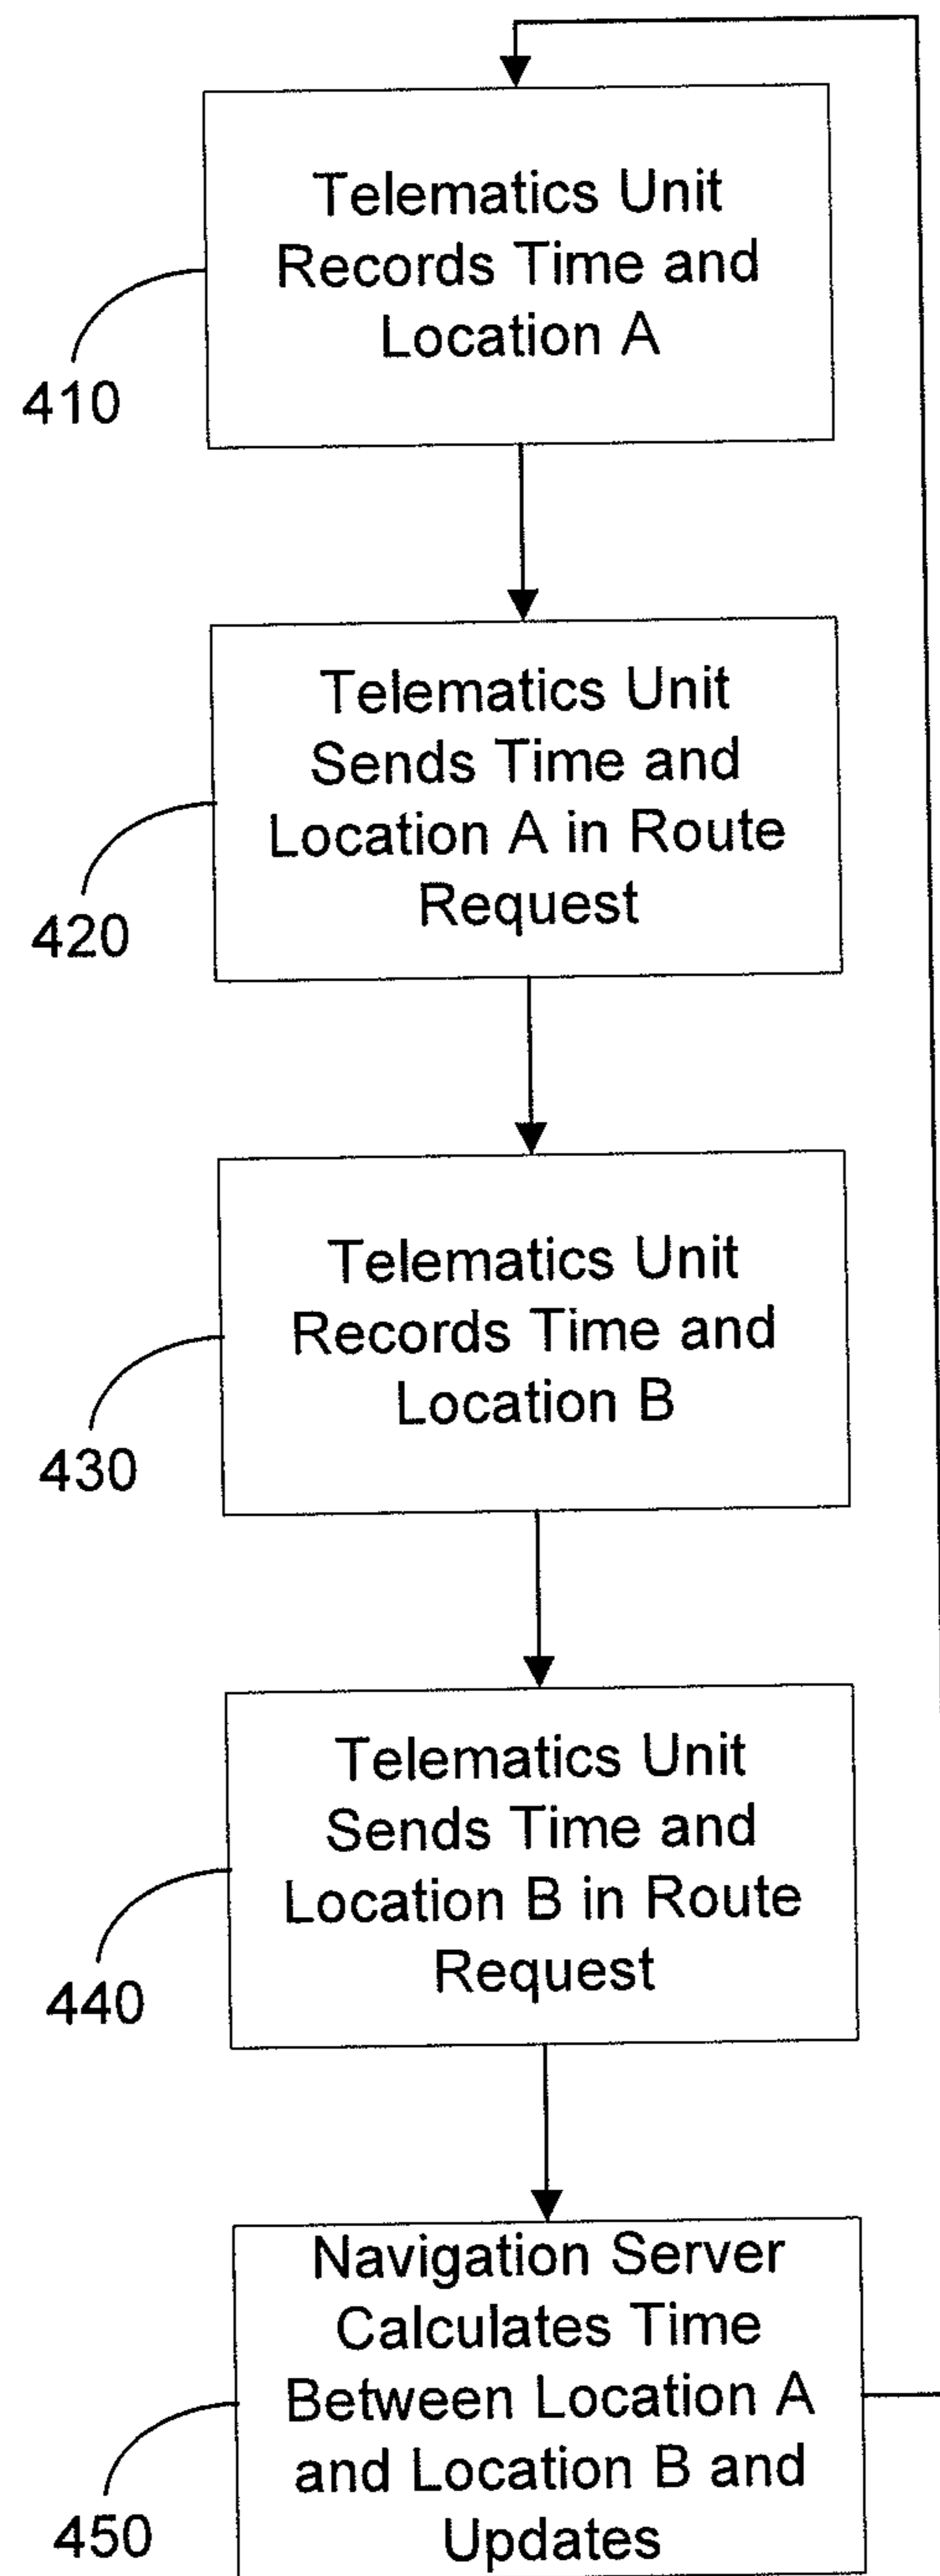 Telematics Unit
Records Time and
Location A
410
Telematics Unit
Sends Time and
Location A in Route
Request
420
Telematics Unit
Records Time and
Location B
430
Telematics Unit
Sends Time and
Location B in Route
Request
440
Navigation Server
Calculates Time
Between Location A
and Location B and
Updates
450